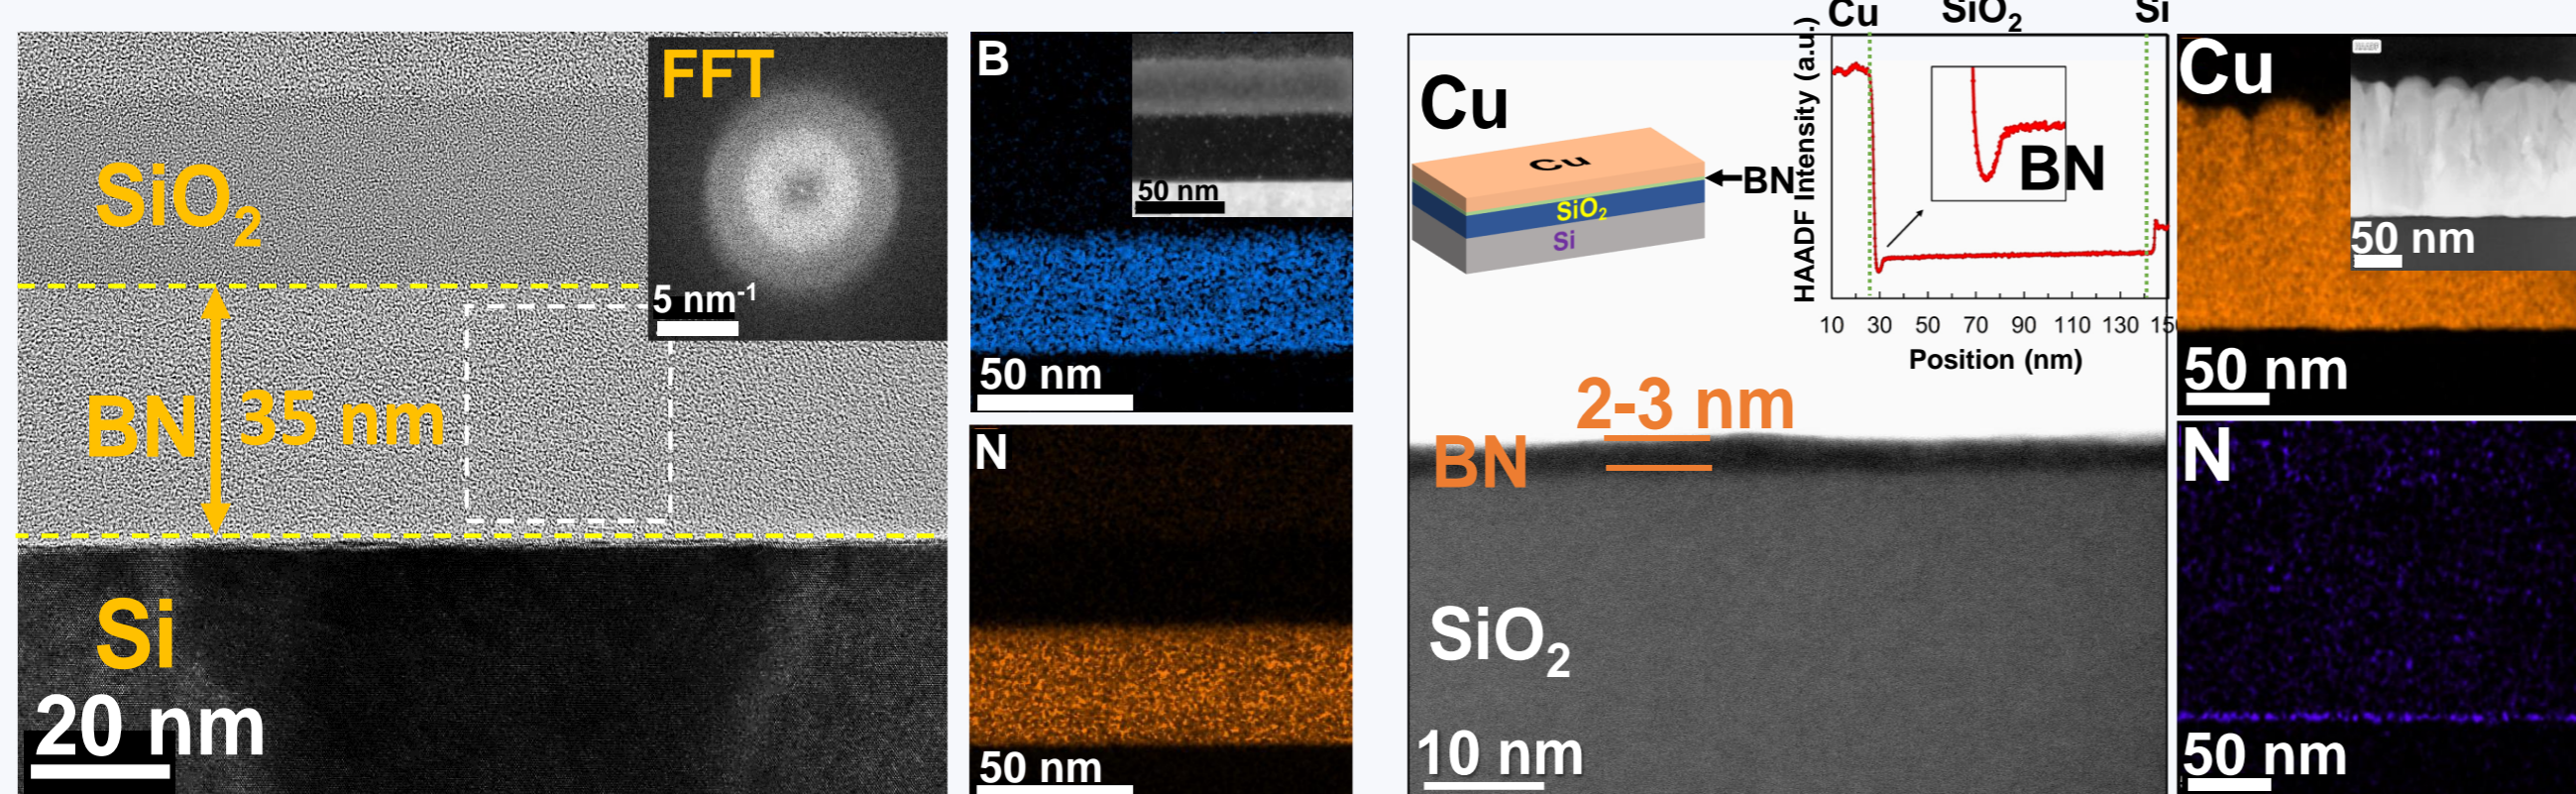 FFT
SiO2
5 nm-1
BN
35 nm
Si
20 nm
B
50 nm
50 nm
N
50 nm
Cu
SiO2
Si
Cu
Cu
SiO2
Si
BN
HAADF Intensity (a.u.)
BN
10 30 50 70 90 110 130
Position (nm)
2-3 nm
BN
SiO2
10 nm
Cu
50 nm
50 nm
N
50 nm